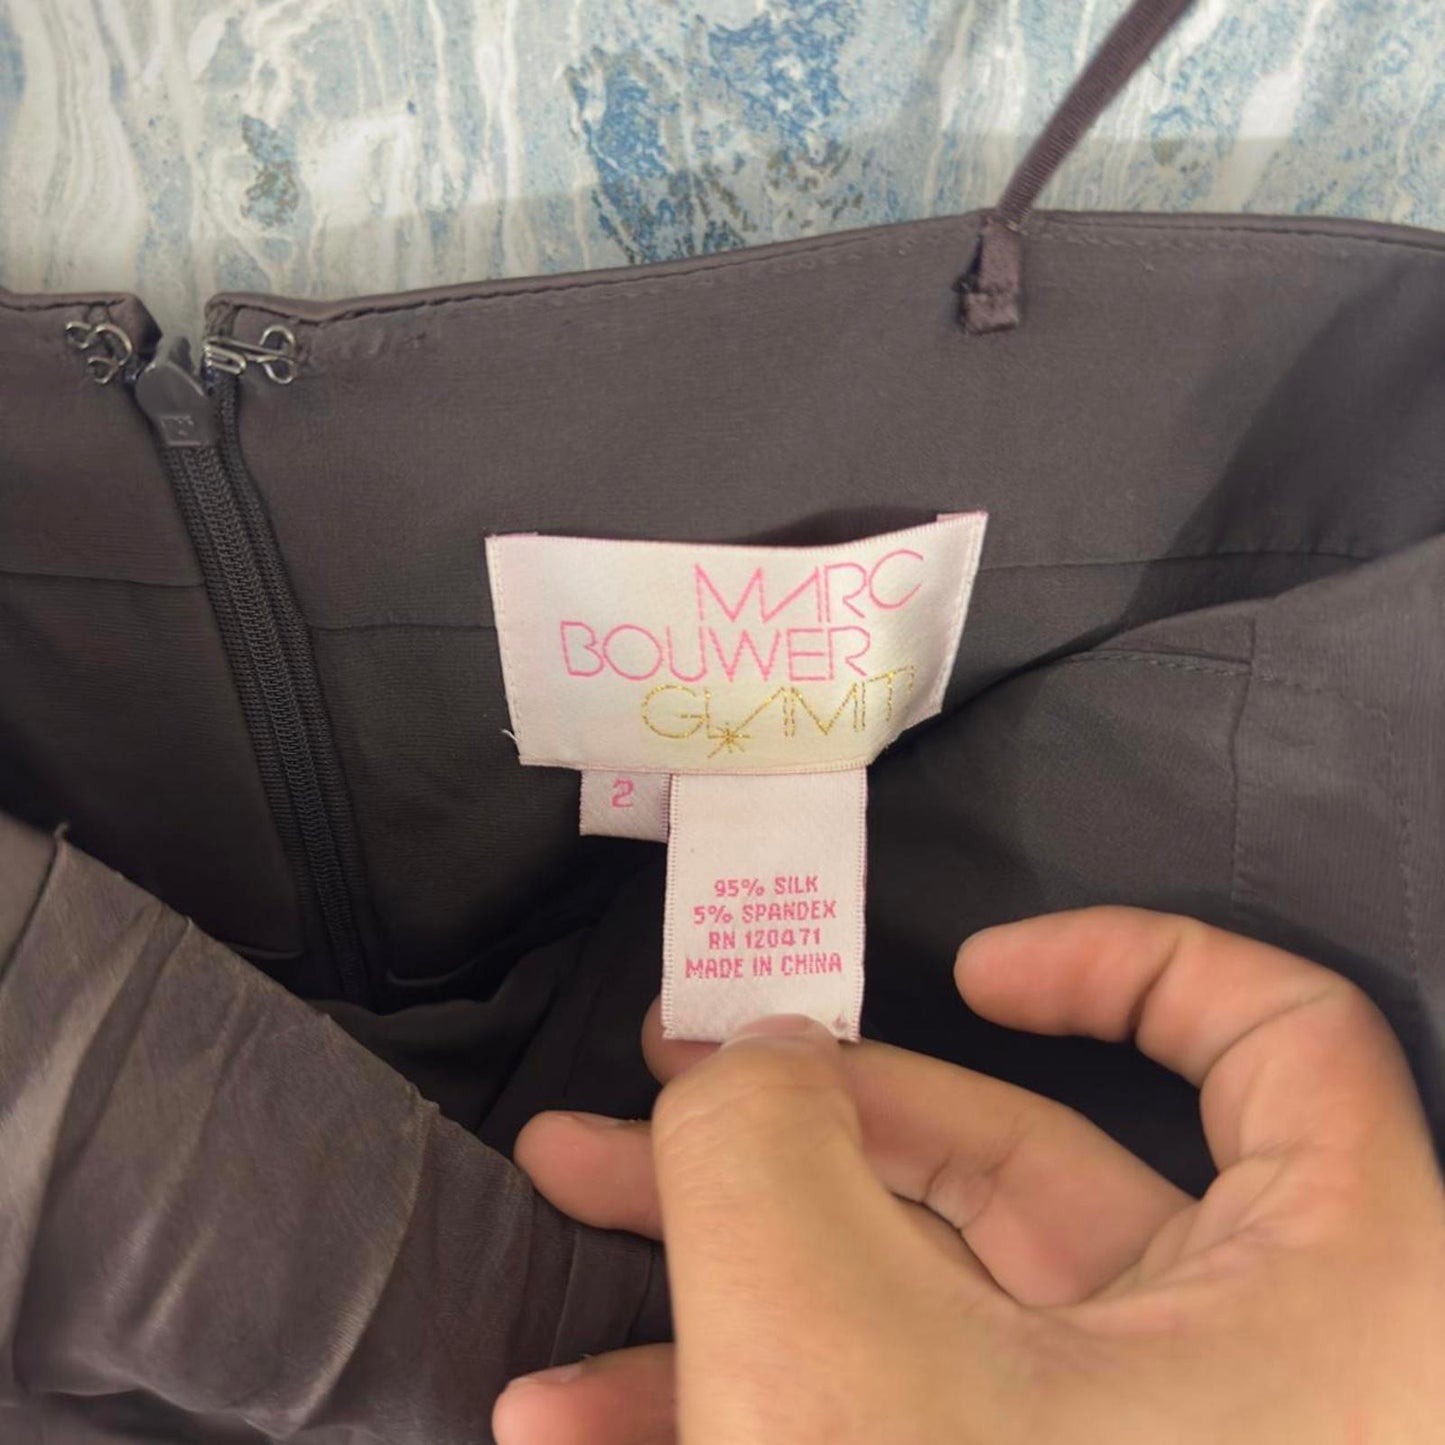 MARC
BOUWER
GLAMIT
2
95% SILK
5% SPANDEX
RN 120471
MADE IN CHINA